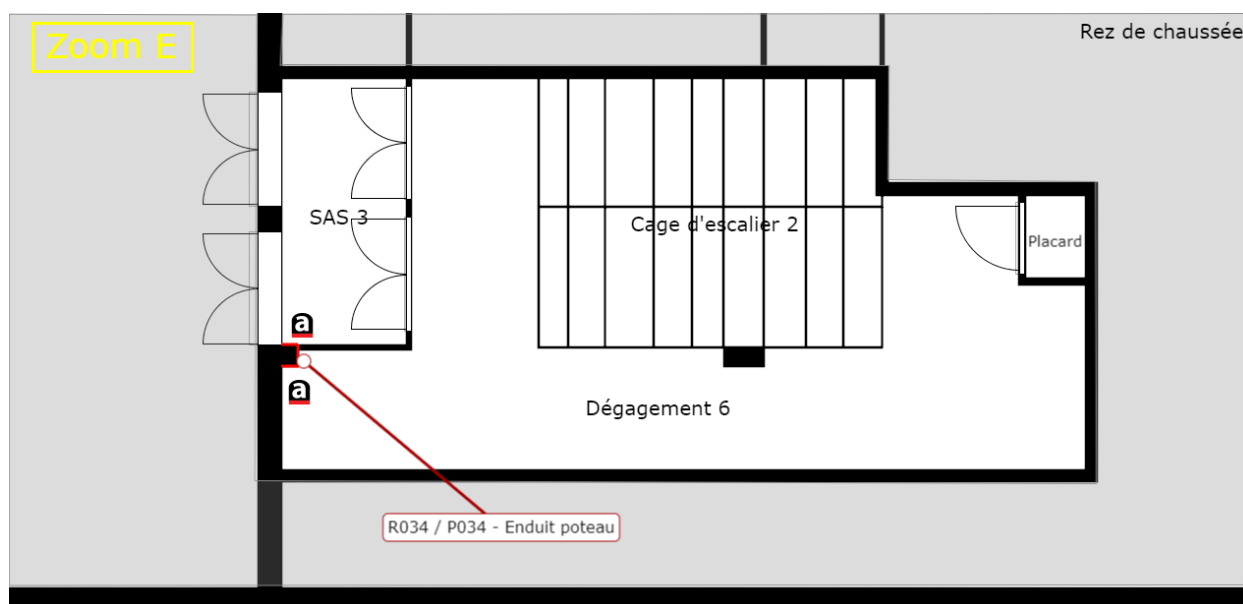 Zoom E
Rez de chaussée
SAS 3
Cage d'escalier 2
Placard
a
a
Dégagement 6
R034 / P034 - Enduit poteau